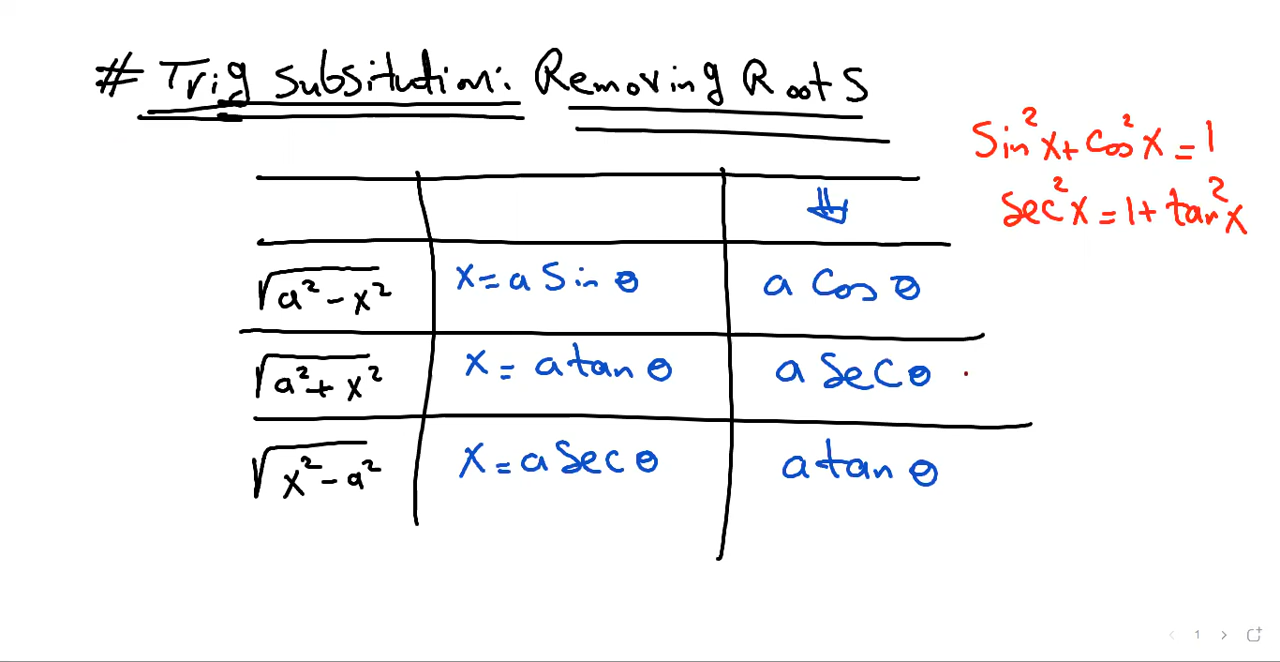 # Trig Subsitution: Removing Roots
sin²x + cos²x = 1
sec²x = 1 + tan²x
√(a² - x²) x = a sin θ a cos θ
√(a² + x²) x = a tan θ a sec θ
√(x² - a²) x = a sec θ a tan θ
1